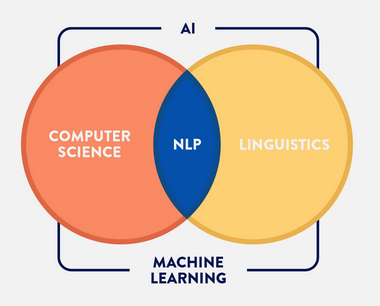 AI
COMPUTER
SCIENCE
NLP
LINGUISTICS
MACHINE
LEARNING